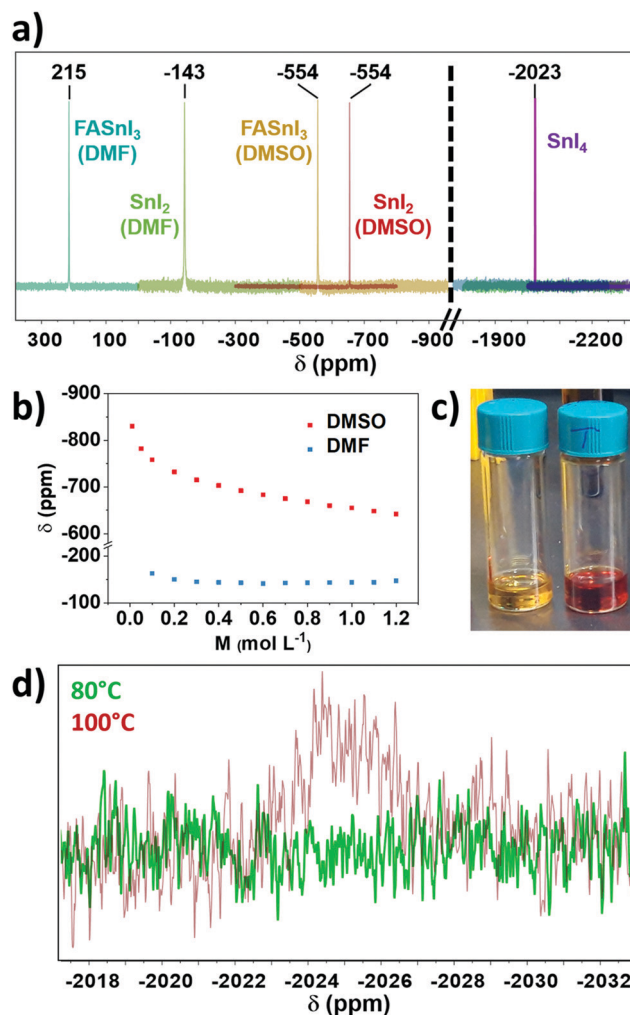 a)
215 -143 -554 -554 -2023
FASnI3
(DMF)
SnI2
(DMF)
FASnI3
(DMSO)
SnI2
(DMSO)
SnI4
300 100 -100 -300 -500 -700 -900 -1900 -2200
δ (ppm)
b)
-900
-800
-700
-600
-200
-100
δ (ppm)
DMSO
DMF
0.0 0.2 0.4 0.6 0.8 1.0 1.2
M (mol L-1)
c)
d)
80°C
100°C
-2018 -2020 -2022 -2024 -2026 -2028 -2030 -2032
δ (ppm)